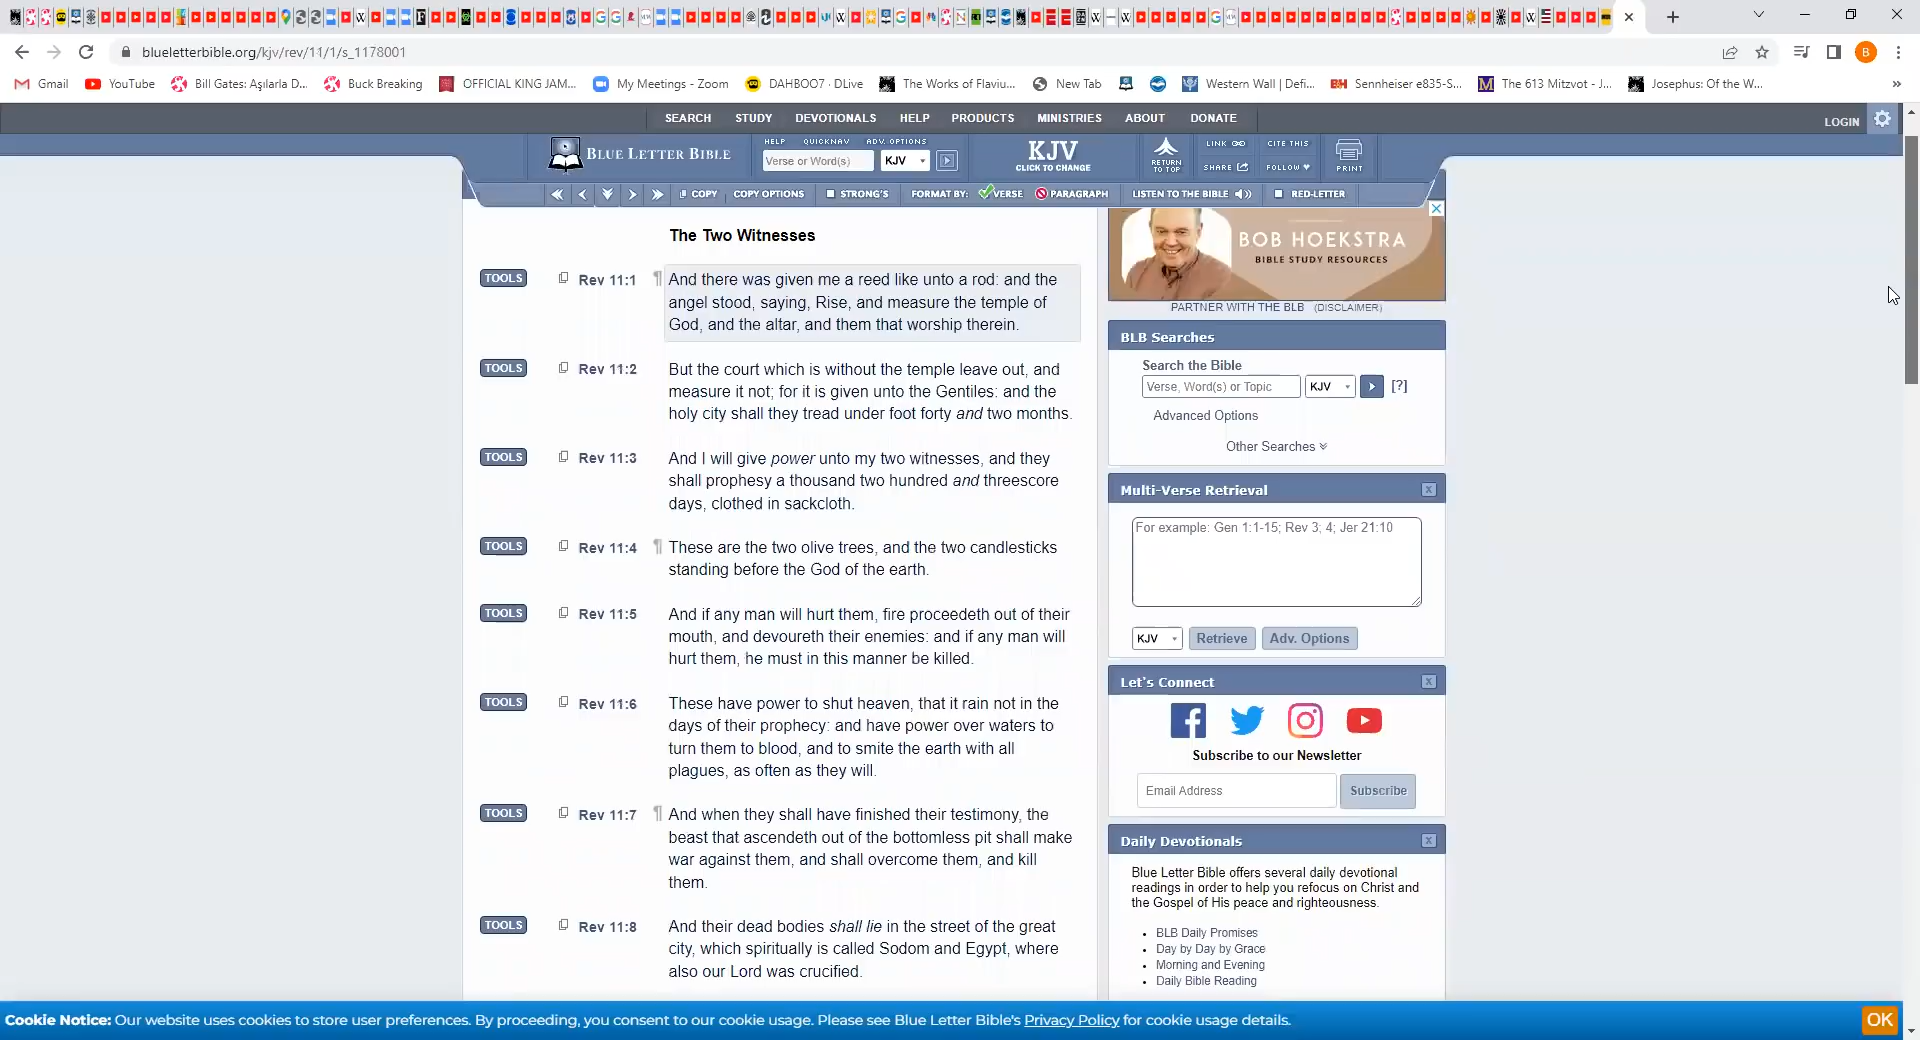 blueletterbible.org/kjv/rev/11/1/s_1178001
B
Gmail
YouTube
Bill Gates: Aşılarla D...
Buck Breaking
OFFICIAL KING JAM...
My Meetings - Zoom
DAHBOO7 · DLive
The Works of Flaviu...
New Tab
Western Wall | Defi...
B&H Sennheiser e835-S...
The 613 Mitzvot - J...
Josephus: Of the W...
»
SEARCH STUDY DEVOTIONALS HELP PRODUCTS MINISTRIES ABOUT DONATE
LOGIN
BLUE LETTER BIBLE
HELP QUICKNAV ADV. OPTIONS
Verse or Word(s)
KJV
KJV
CLICK TO CHANGE
RETURN
TO TOP
LINK
SHARE
CITE THIS
FOLLOW
PRINT
COPY
COPY OPTIONS
STRONG'S
FORMAT BY: VERSE PARAGRAPH
LISTEN TO THE BIBLE
RED-LETTER
The Two Witnesses
TOOLS Rev 11:1 ¶ And there was given me a reed like unto a rod: and the
angel stood, saying, Rise, and measure the temple of
God, and the altar, and them that worship therein.
TOOLS Rev 11:2 But the court which is without the temple leave out, and
measure it not; for it is given unto the Gentiles: and the
holy city shall they tread under foot forty and two months.
TOOLS Rev 11:3 And I will give power unto my two witnesses, and they
shall prophesy a thousand two hundred and threescore
days, clothed in sackcloth.
TOOLS Rev 11:4 ¶ These are the two olive trees, and the two candlesticks
standing before the God of the earth.
TOOLS Rev 11:5 And if any man will hurt them, fire proceedeth out of their
mouth, and devoureth their enemies: and if any man will
hurt them, he must in this manner be killed.
TOOLS Rev 11:6 These have power to shut heaven, that it rain not in the
days of their prophecy: and have power over waters to
turn them to blood, and to smite the earth with all
plagues, as often as they will.
TOOLS Rev 11:7 ¶ And when they shall have finished their testimony, the
beast that ascendeth out of the bottomless pit shall make
war against them, and shall overcome them, and kill
them.
TOOLS Rev 11:8 And their dead bodies shall lie in the street of the great
city, which spiritually is called Sodom and Egypt, where
also our Lord was crucified.
BOB HOEKSTRA
BIBLE STUDY RESOURCES
PARTNER WITH THE BLB (DISCLAIMER)
BLB Searches
Search the Bible
Verse, Word(s) or Topic
KJV
[?]
Advanced Options
Other Searches
Multi-Verse Retrieval
For example: Gen 1:1-15; Rev 3; 4; Jer 21:10
KJV
Retrieve
Adv. Options
Let's Connect
Subscribe to our Newsletter
Email Address
Subscribe
Daily Devotionals
Blue Letter Bible offers several daily devotional
readings in order to help you refocus on Christ and
the Gospel of His peace and righteousness.
• BLB Daily Promises
• Day by Day by Grace
• Morning and Evening
• Daily Bible Reading
Cookie Notice: Our website uses cookies to store user preferences. By proceeding, you consent to our cookie usage. Please see Blue Letter Bible's Privacy Policy for cookie usage details.
OK